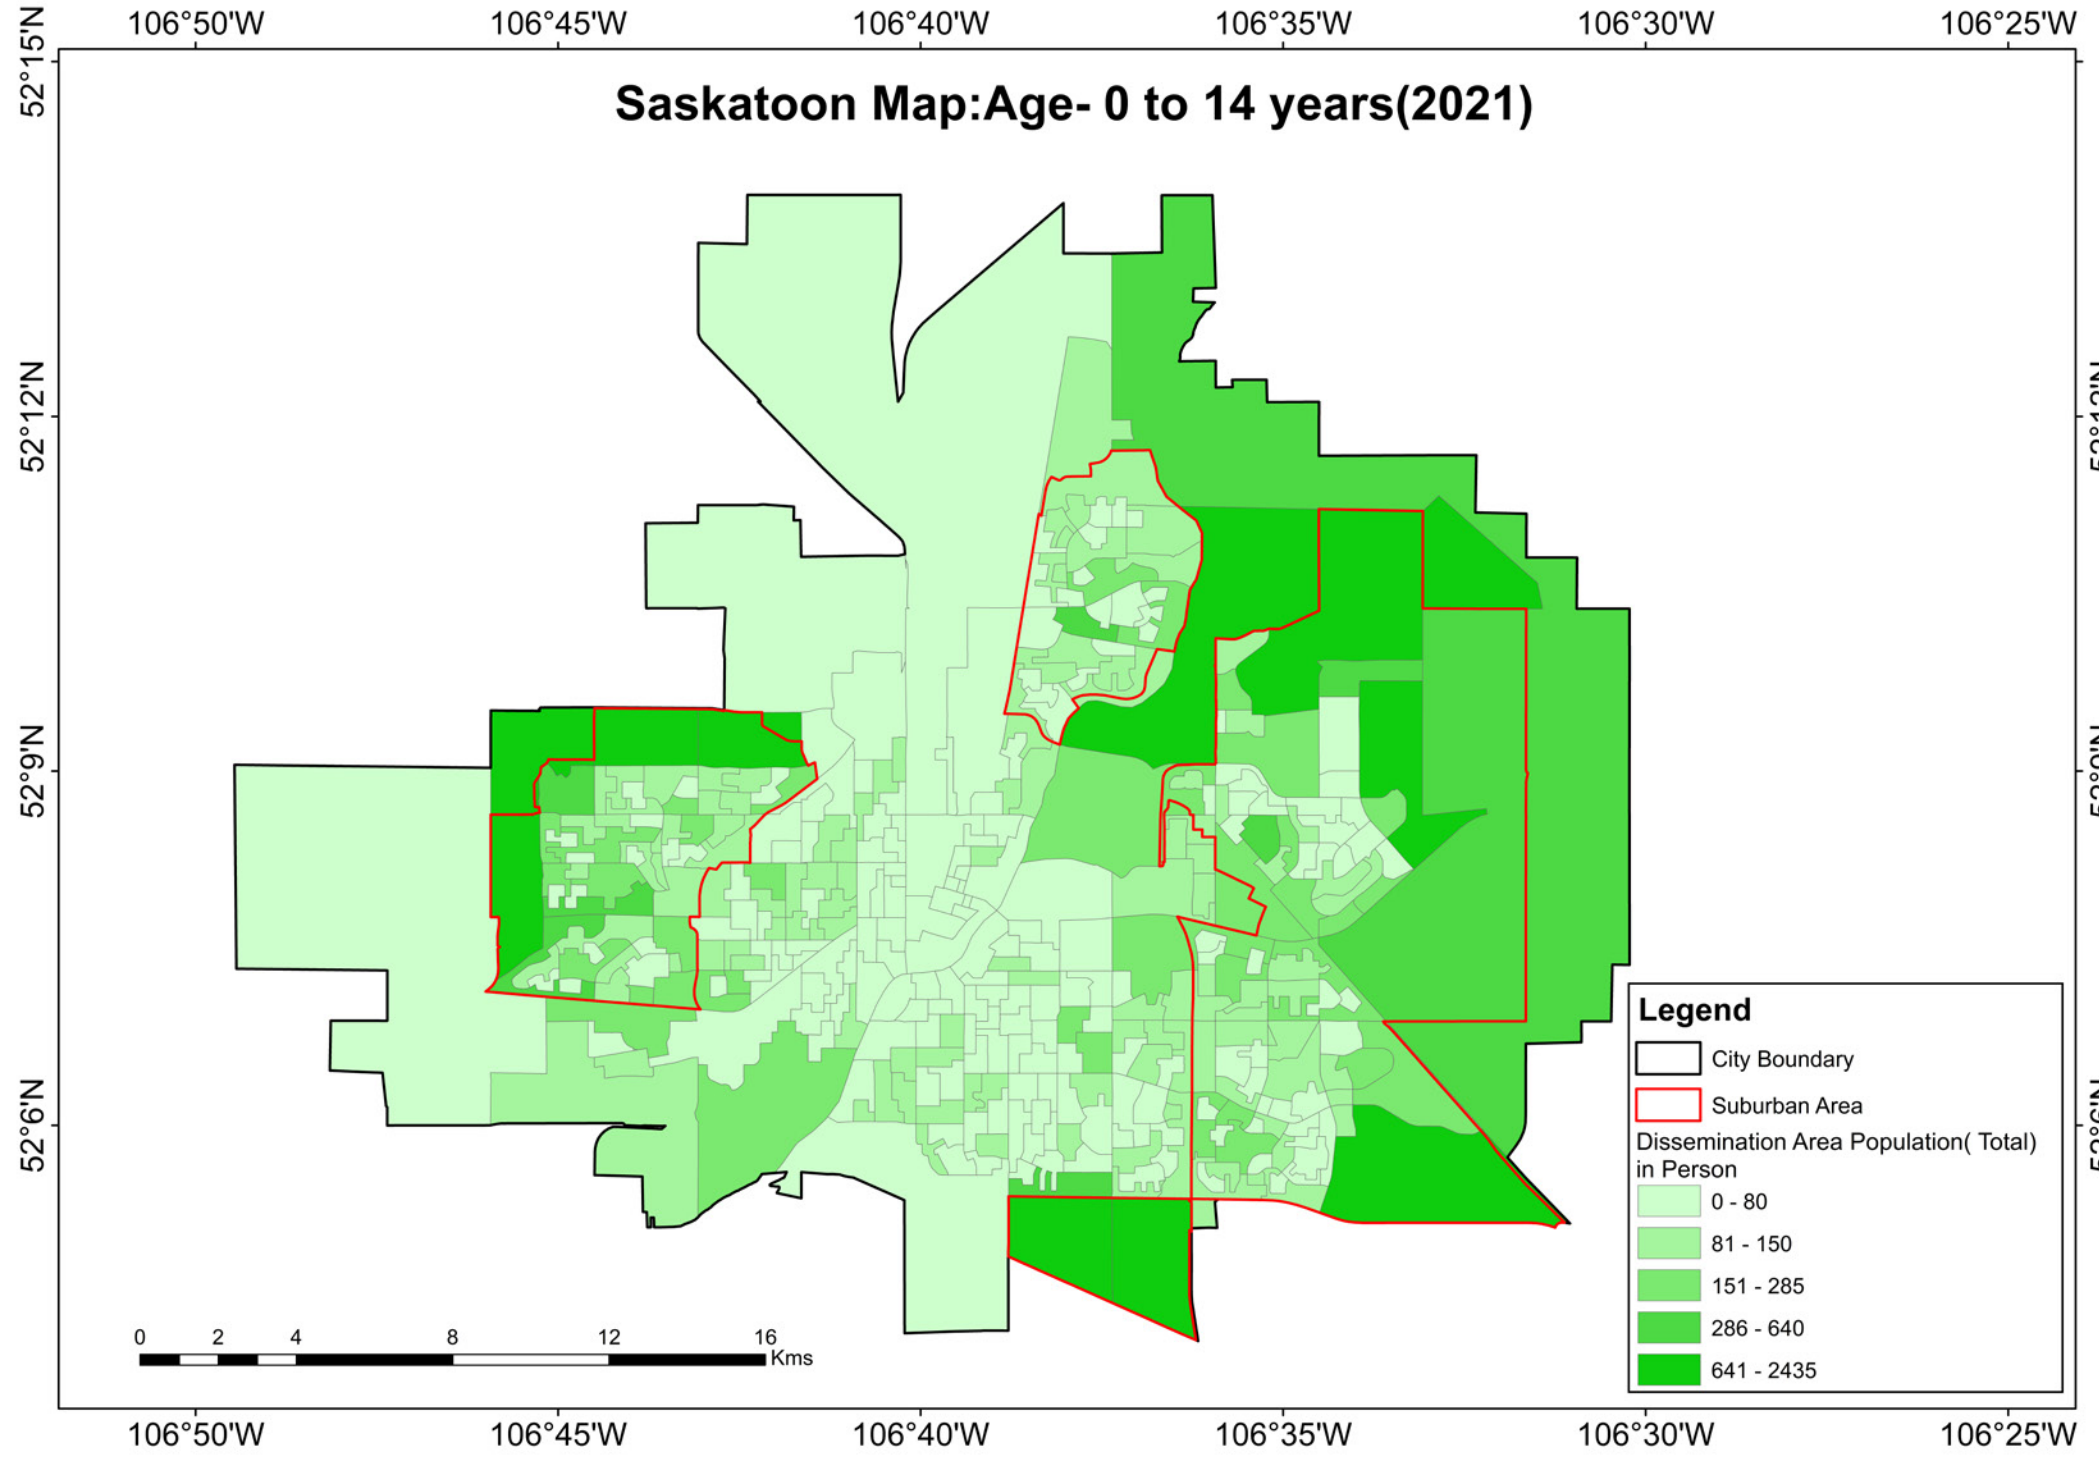 106°50'W 106°45'W 106°40'W 106°35'W 106°30'W 106°25'W
52°15'N
Saskatoon Map:Age- 0 to 14 years(2021)
52°12'N
52°9'N
52°6'N
Legend
City Boundary
Suburban Area
Dissemination Area Population( Total)
in Person
0 - 80
81 - 150
151 - 285
286 - 640
641 - 2435
0 2 4 8 12 16
Kms
106°50'W 106°45'W 106°40'W 106°35'W 106°30'W 106°25'W